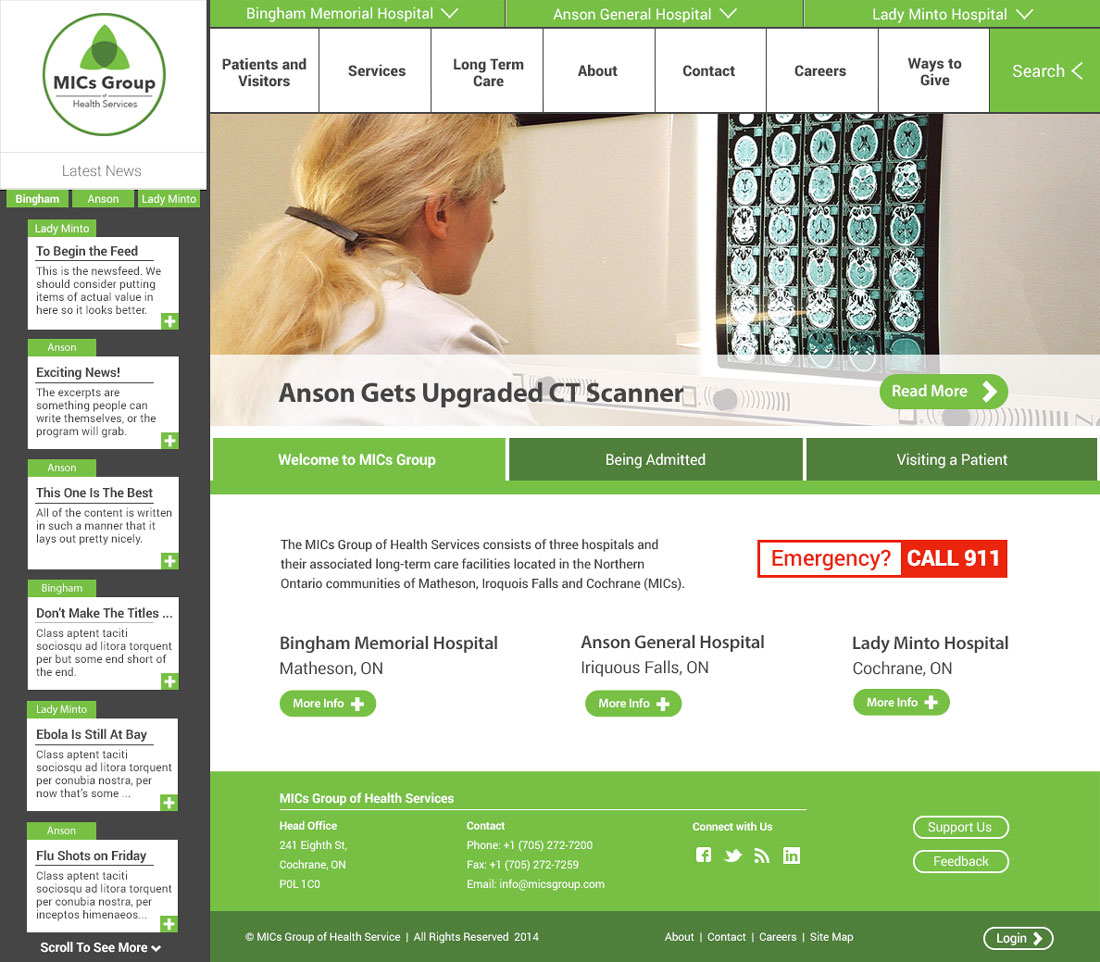 MICs Group
of
Health Services
Latest News
Bingham
Anson
Lady Minto
Lady Minto
To Begin the Feed
This is the newsfeed. We
should consider putting
items of actual value in
here so it looks better.
Anson
Exciting News!
The excerpts are
something people can
write themselves, or the
program will grab.
Anson
This One Is The Best
All of the content is written
in such a manner that it
lays out pretty nicely.
Bingham
Don't Make The Titles ...
Class aptent taciti
sociosqu ad litora torquent
per but some end short of
the end.
Lady Minto
Ebola Is Still At Bay
Class aptent taciti
sociosqu ad litora torquent
per conubia nostra, per
now that's some ...
Anson
Flu Shots on Friday
Class aptent taciti
sociosqu ad litora torquent
per conubia nostra, per
inceptos himenaeos...
Scroll To See More
Bingham Memorial Hospital
Anson General Hospital
Lady Minto Hospital
Patients and
Visitors
Services
Long Term
Care
About
Contact
Careers
Ways to
Give
Search
Anson Gets Upgraded CT Scanner
Read More
Welcome to MICs Group
Being Admitted
Visiting a Patient
The MICs Group of Health Services consists of three hospitals and
their associated long-term care facilities located in the Northern
Ontario communities of Matheson, Iroquois Falls and Cochrane (MICs).
Emergency? CALL 911
Bingham Memorial Hospital
Matheson, ON
More Info
Anson General Hospital
Iriquous Falls, ON
More Info
Lady Minto Hospital
Cochrane, ON
More Info
MICs Group of Health Services
Head Office
241 Eighth St,
Cochrane, ON
P0L 1C0
Contact
Phone: +1 (705) 272-7200
Fax: +1 (705) 272-7259
Email: info@micsgroup.com
Connect with Us
Support Us
Feedback
© MICs Group of Health Service | All Rights Reserved 2014
About | Contact | Careers | Site Map
Login